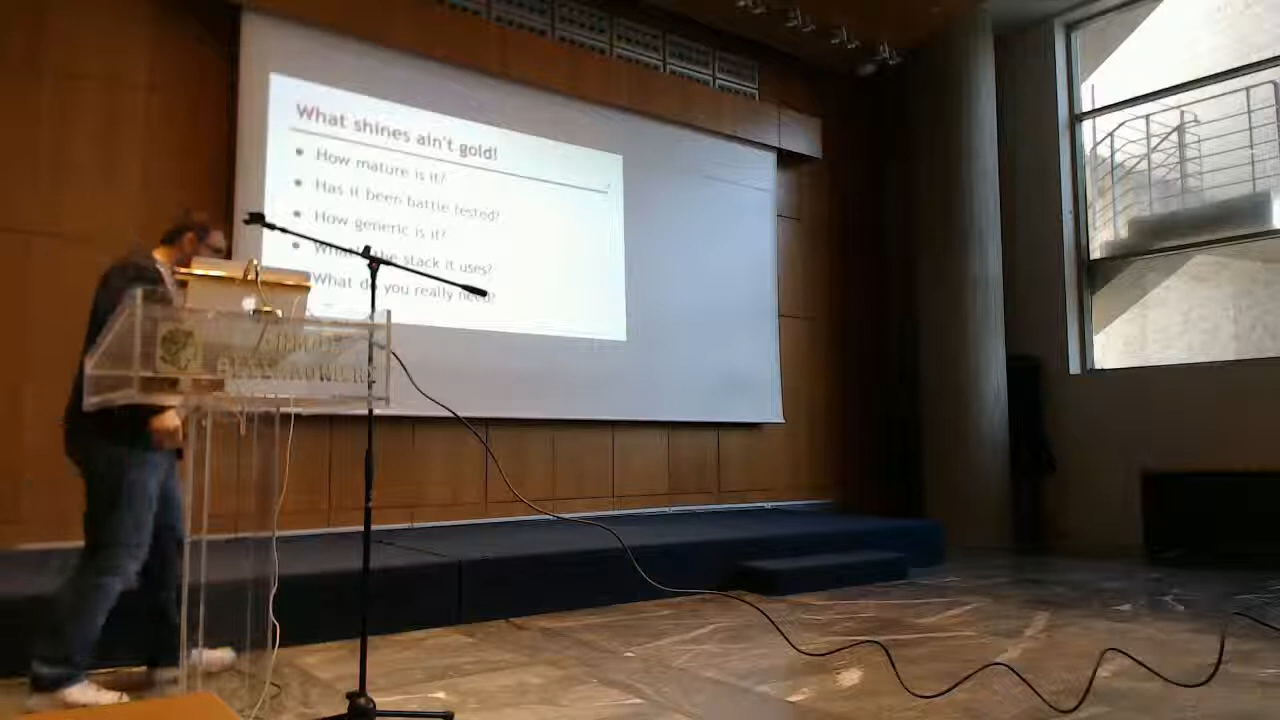 What shines ain't gold!
How mature is it?
Has it been battle tested?
How generic is it?
What's the stack it uses?
What do you really need?